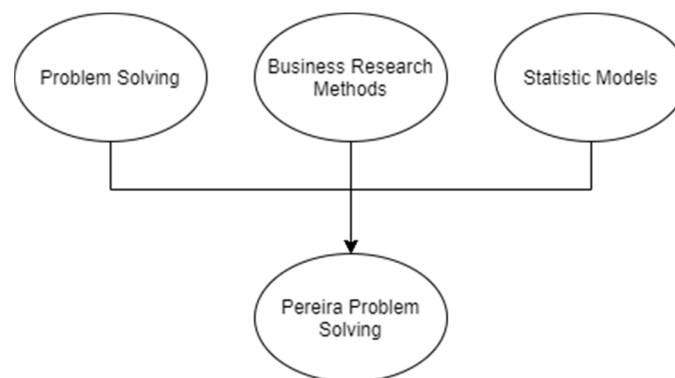 Problem Solving
Business Research
Methods
Statistic Models
Pereira Problem
Solving